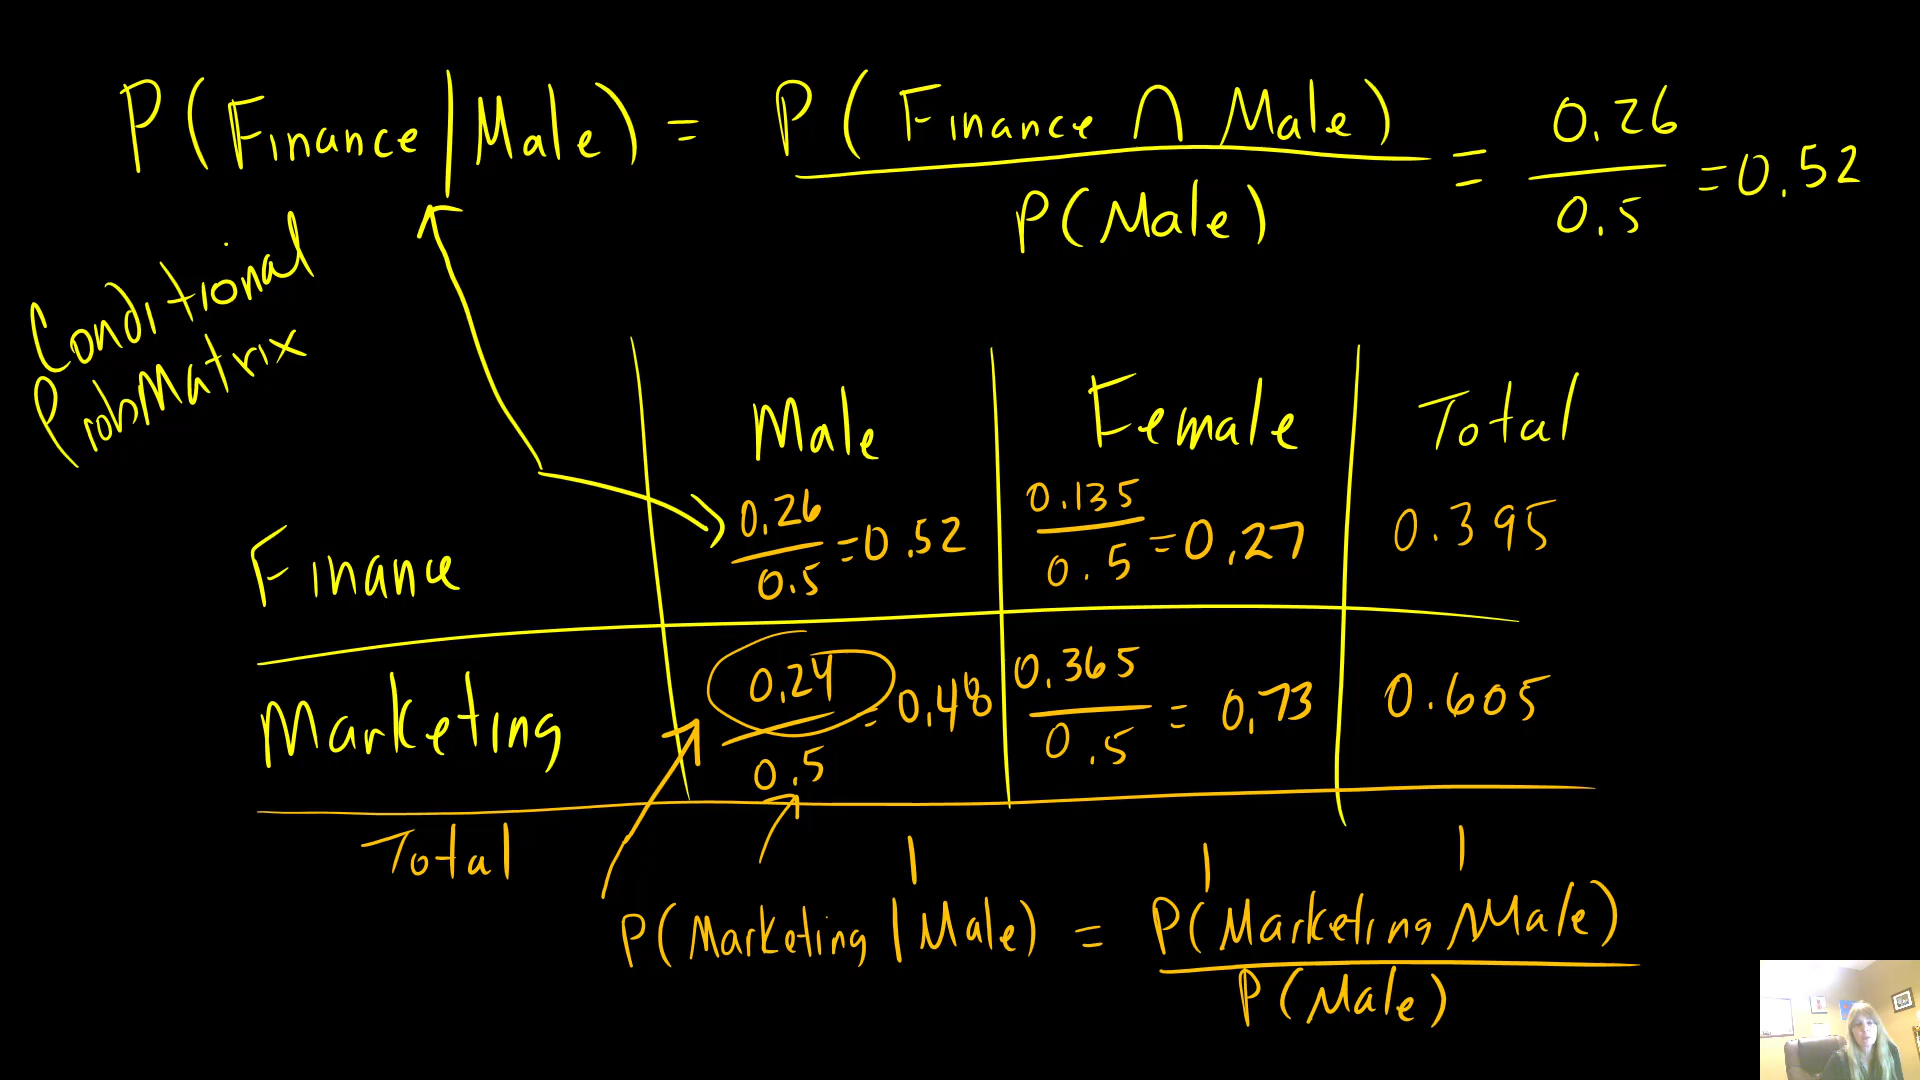 P(Finance | Male) = P(Finance ∩ Male) / P(Male) = 0.26 / 0.5 = 0.52
Conditional
Prob Matrix
Male Female Total
Finance 0.26 / 0.5 = 0.52 0.135 / 0.5 = 0.27 0.395
Marketing 0.24 / 0.5 = 0.48 0.365 / 0.5 = 0.73 0.605
Total 1 1 1
P(Marketing | Male) = P(Marketing ∩ Male) / P(Male)